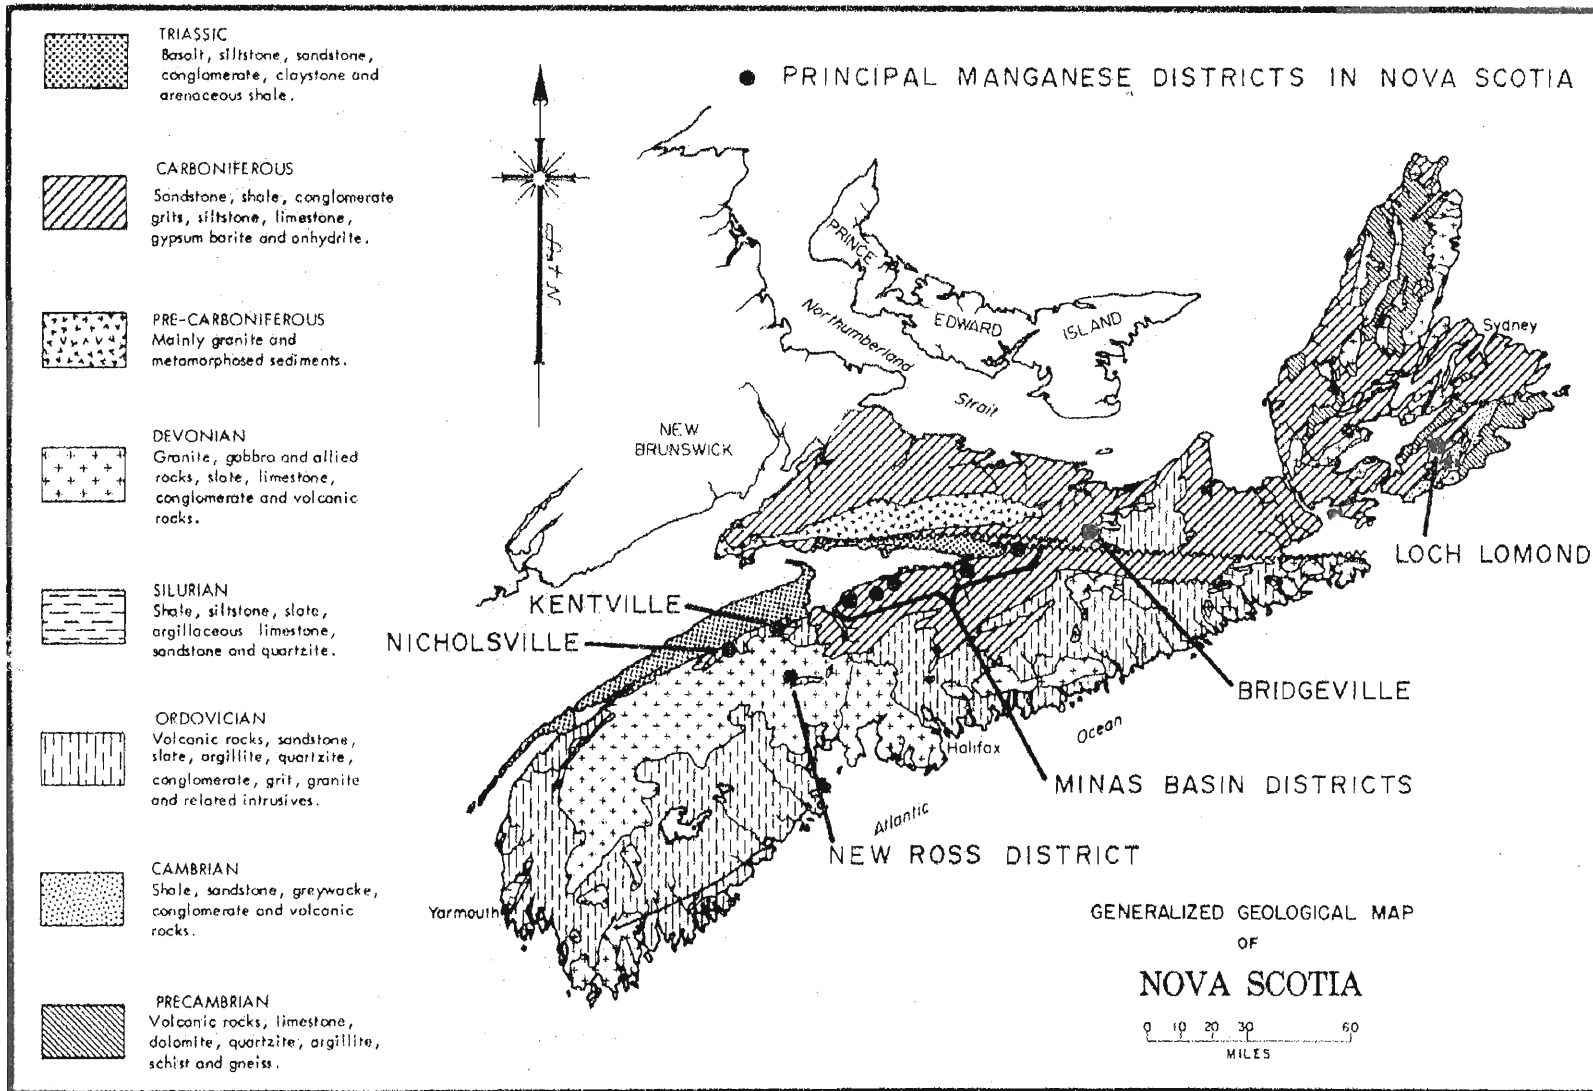 TRIASSIC
Basalt, siltstone, sandstone,
conglomerate, claystone and
arenaceous shale.
CARBONIFEROUS
Sandstone, shale, conglomerate
grits, siltstone, limestone,
gypsum barite and anhydrite.
PRE-CARBONIFEROUS
Mainly granite and
metamorphosed sediments.
DEVONIAN
Granite, gabbro and allied
rocks, slate, limestone,
conglomerate and volcanic
rocks.
SILURIAN
Shale, siltstone, slate,
argillaceous limestone,
sandstone and quartzite.
ORDOVICIAN
Volcanic rocks, sandstone,
slate, argillite, quartzite,
conglomerate, grit, granite
and related intrusives.
CAMBRIAN
Shale, sandstone, greywacke,
conglomerate and volcanic
rocks.
PRECAMBRIAN
Volcanic rocks, limestone,
dolomite, quartzite, argillite,
schist and gneiss.
PRINCIPAL MANGANESE DISTRICTS IN NOVA SCOTIA
PRINCE
EDWARD
ISLAND
Northumberland
Strait
NEW
BRUNSWICK
Sydney
LOCH LOMOND
KENTVILLE
NICHOLSVILLE
BRIDGEVILLE
Halifax
Ocean
MINAS BASIN DISTRICTS
Atlantic
NEW ROSS DISTRICT
Yarmouth
GENERALIZED GEOLOGICAL MAP
OF
NOVA SCOTIA
0 10 20 30 60
MILES